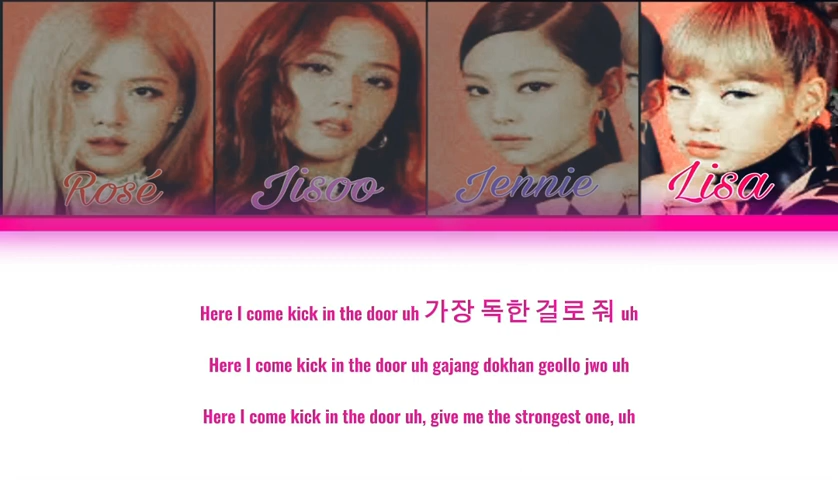 Rosé Jisoo Jennie Lisa
Here I come kick in the door uh 가장 독한 걸로 줘 uh
Here I come kick in the door uh gajang dokhan geollo jwo uh
Here I come kick in the door uh, give me the strongest one, uh